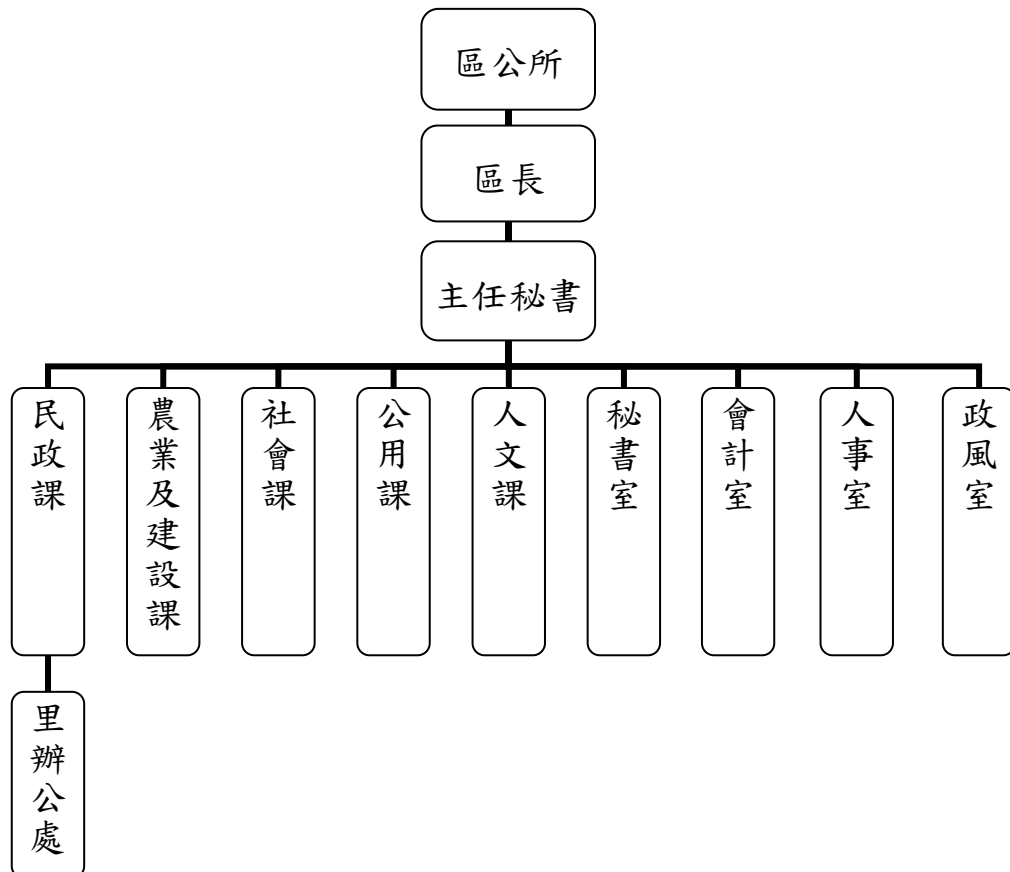 區公所
區長
主任秘書
民政課
農業及建設課
社會課
公用課
人文課
秘書室
會計室
人事室
政風室
里辦公處